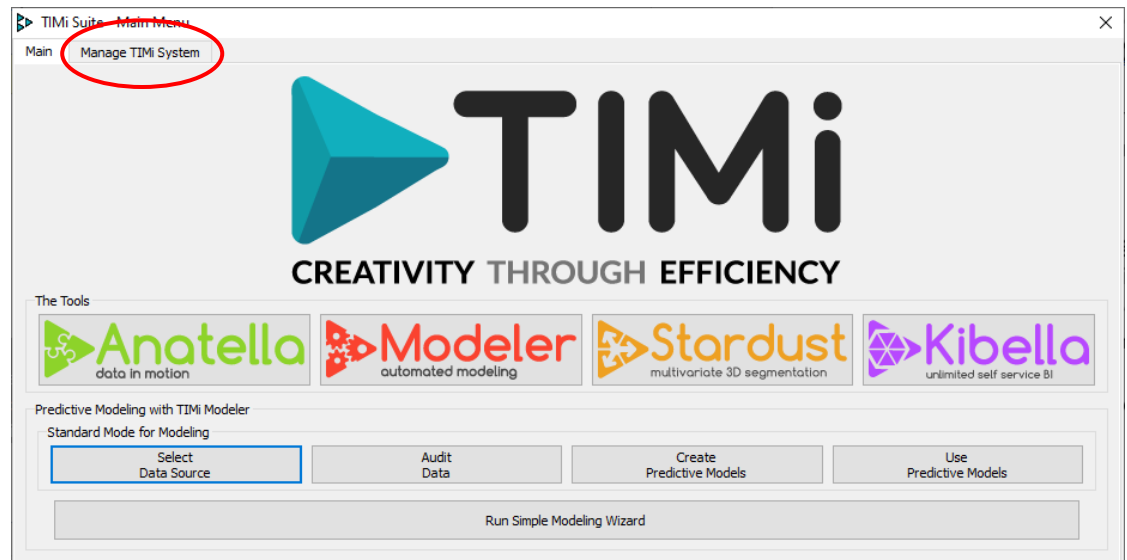 TIMi Suite - Main Menu
Main Manage TIMi System
TIMi
CREATIVITY THROUGH EFFICIENCY
The Tools
Anatella
data in motion
Modeler
automated modeling
Stardust
multivariate 3D segmentation
Kibella
unlimited self service BI
Predictive Modeling with TIMi Modeler
Standard Mode for Modeling
Select
Data Source
Audit
Data
Create
Predictive Models
Use
Predictive Models
Run Simple Modeling Wizard